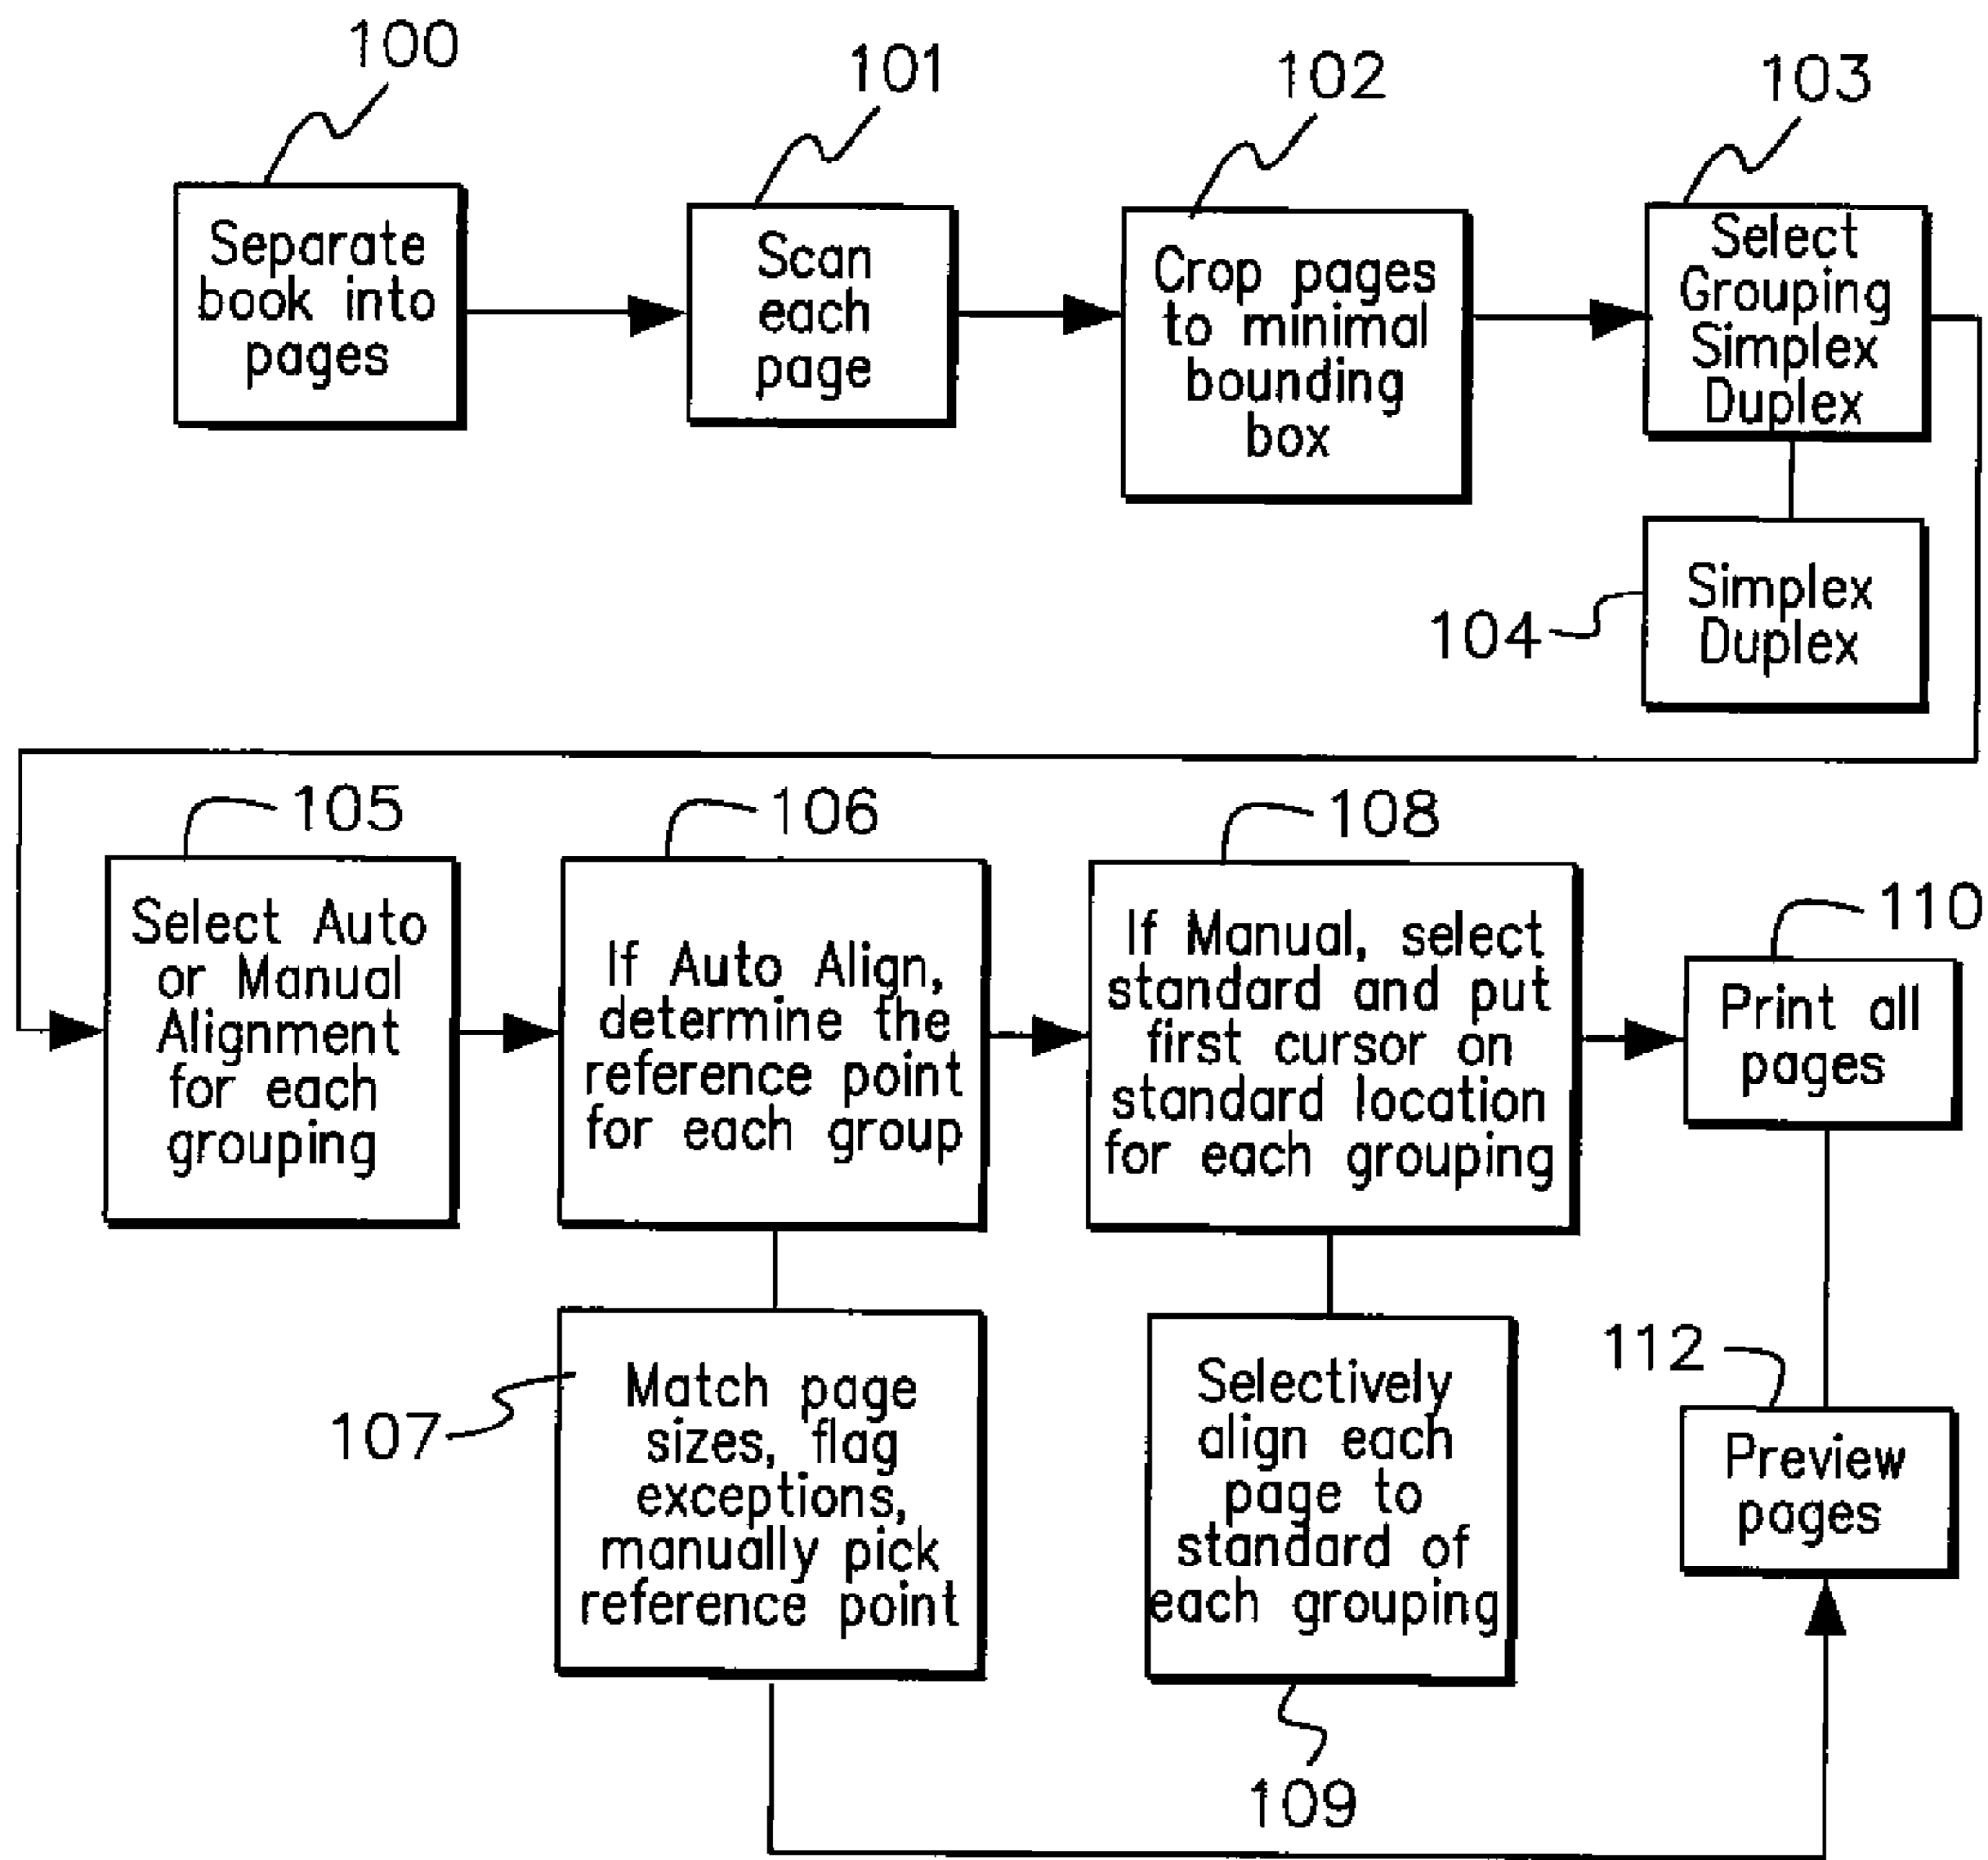 100
101
102
103
Separate
book into
pages
Scan
each
page
Crop pages
to minimal
bounding
box
Select
Grouping
Simplex
Duplex
104
Simplex
Duplex
105
106
108
110
Select Auto
or Manual
Alignment
for each
grouping
If Auto Align,
determine the
reference point
for each group
If Manual, select
standard and put
first cursor on
standard location
for each grouping
Print all
pages
107
Match page
sizes, flag
exceptions,
manually pick
reference point
Selectively
align each
page to
standard of
each grouping
109
112
Preview
pages